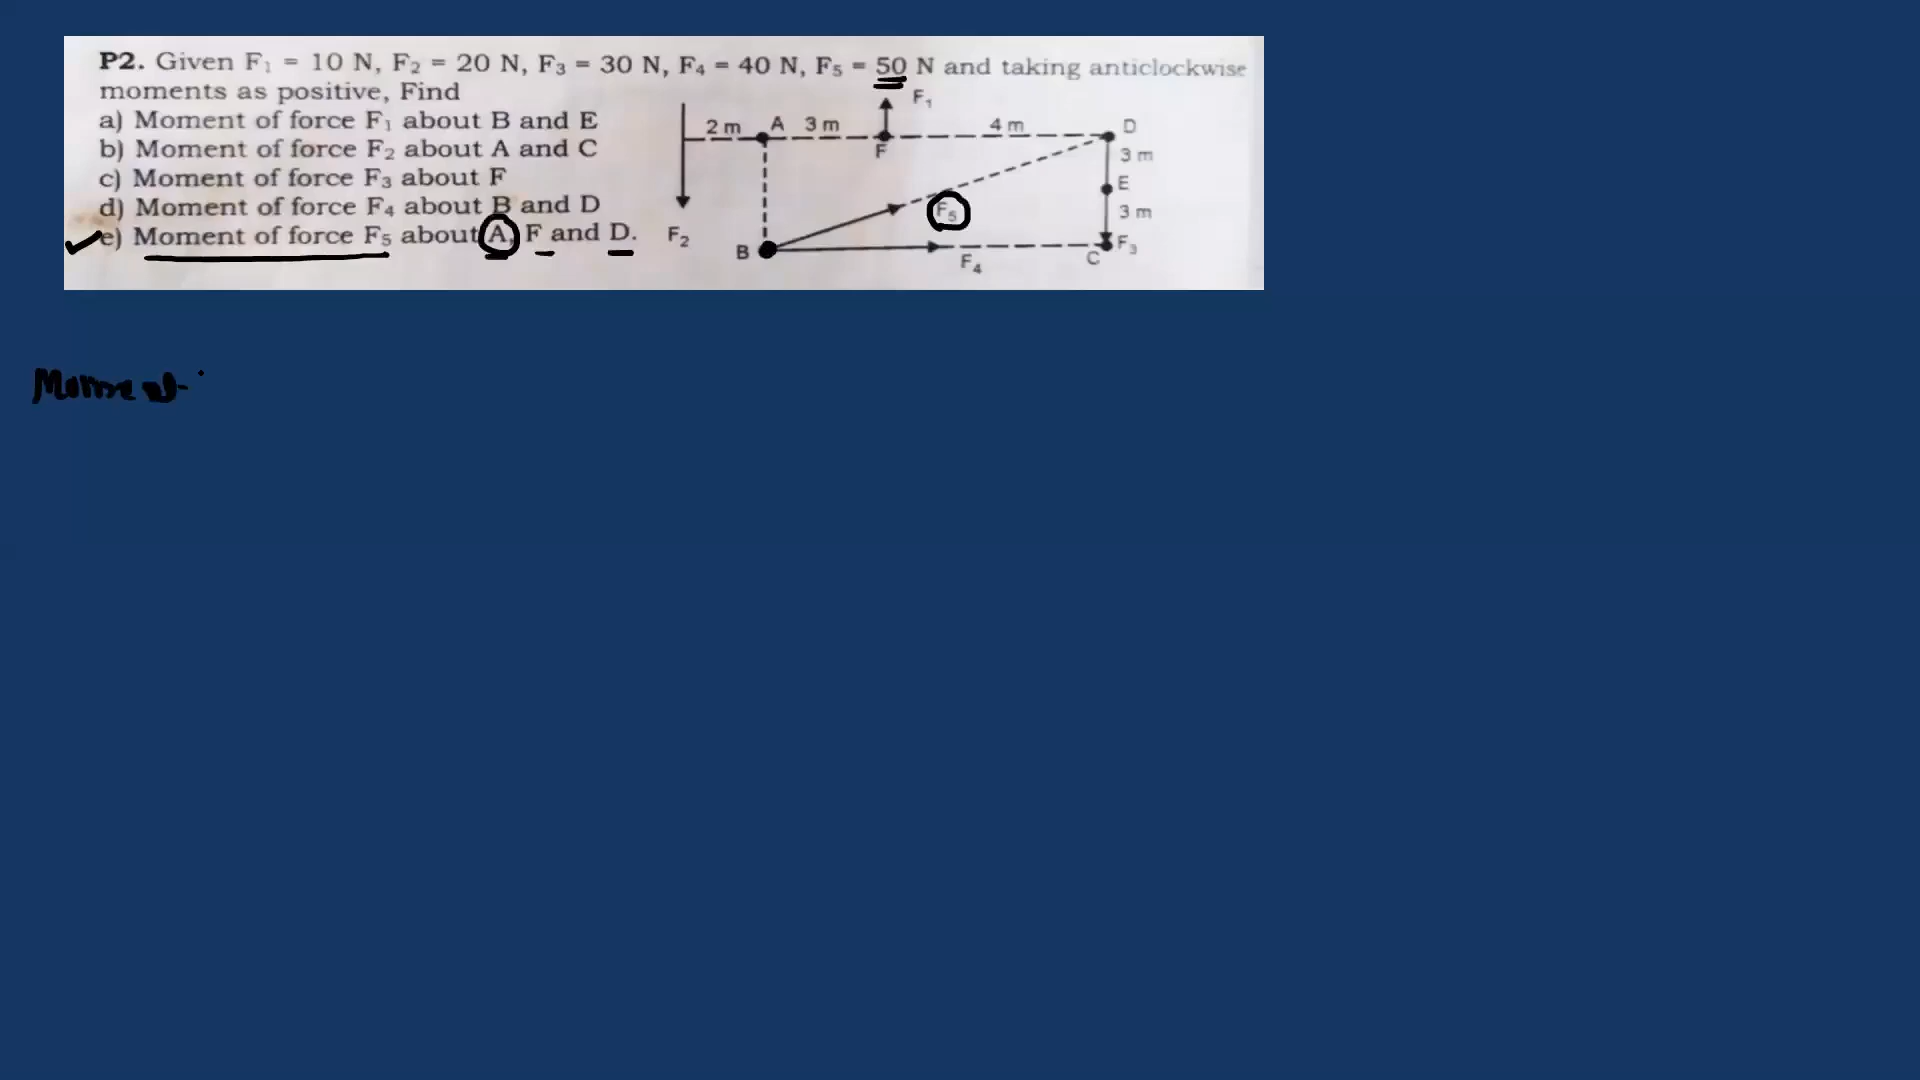 P2. Given F₁ = 10 N, F₂ = 20 N, F₃ = 30 N, F₄ = 40 N, F₅ = 50 N and taking anticlockwise
moments as positive, Find
a) Moment of force F₁ about B and E
b) Moment of force F₂ about A and C
c) Moment of force F₃ about F
d) Moment of force F₄ about B and D
e) Moment of force F₅ about A, F and D.
F₁
2 m A 3 m 4 m D
F
3 m
E
F₅ 3 m
F₂ F₃
B F₄ C
Moment